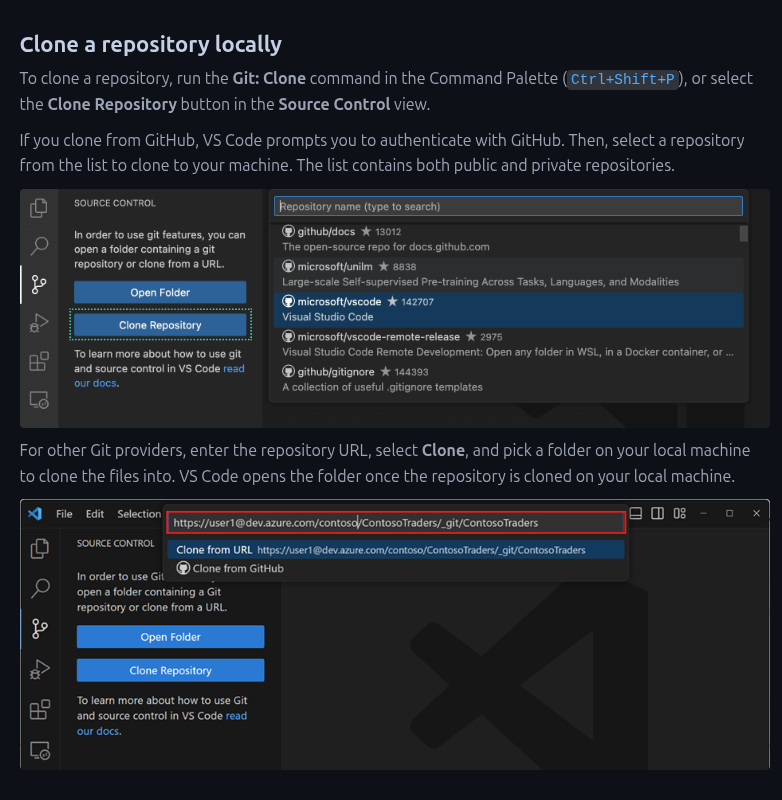 Clone a repository locally
To clone a repository, run the Git: Clone command in the Command Palette (Ctrl+Shift+P), or select
the Clone Repository button in the Source Control view.
If you clone from GitHub, VS Code prompts you to authenticate with GitHub. Then, select a repository
from the list to clone to your machine. The list contains both public and private repositories.
SOURCE CONTROL
In order to use git features, you can
open a folder containing a git
repository or clone from a URL.
Open Folder
Clone Repository
To learn more about how to use git
and source control in VS Code read
our docs.
Repository name (type to search)
github/docs ★ 13012
The open-source repo for docs.github.com
microsoft/unilm ★ 8838
Large-scale Self-supervised Pre-training Across Tasks, Languages, and Modalities
microsoft/vscode ★ 142707
Visual Studio Code
microsoft/vscode-remote-release ★ 2975
Visual Studio Code Remote Development: Open any folder in WSL, in a Docker container, or ...
github/gitignore ★ 144393
A collection of useful .gitignore templates
For other Git providers, enter the repository URL, select Clone, and pick a folder on your local machine
to clone the files into. VS Code opens the folder once the repository is cloned on your local machine.
File Edit Selection
https://user1@dev.azure.com/contoso/ContosoTraders/_git/ContosoTraders
Clone from URL https://user1@dev.azure.com/contoso/ContosoTraders/_git/ContosoTraders
Clone from GitHub
SOURCE CONTROL
In order to use Git
open a folder containing a Git
repository or clone from a URL.
Open Folder
Clone Repository
To learn more about how to use Git
and source control in VS Code read
our docs.